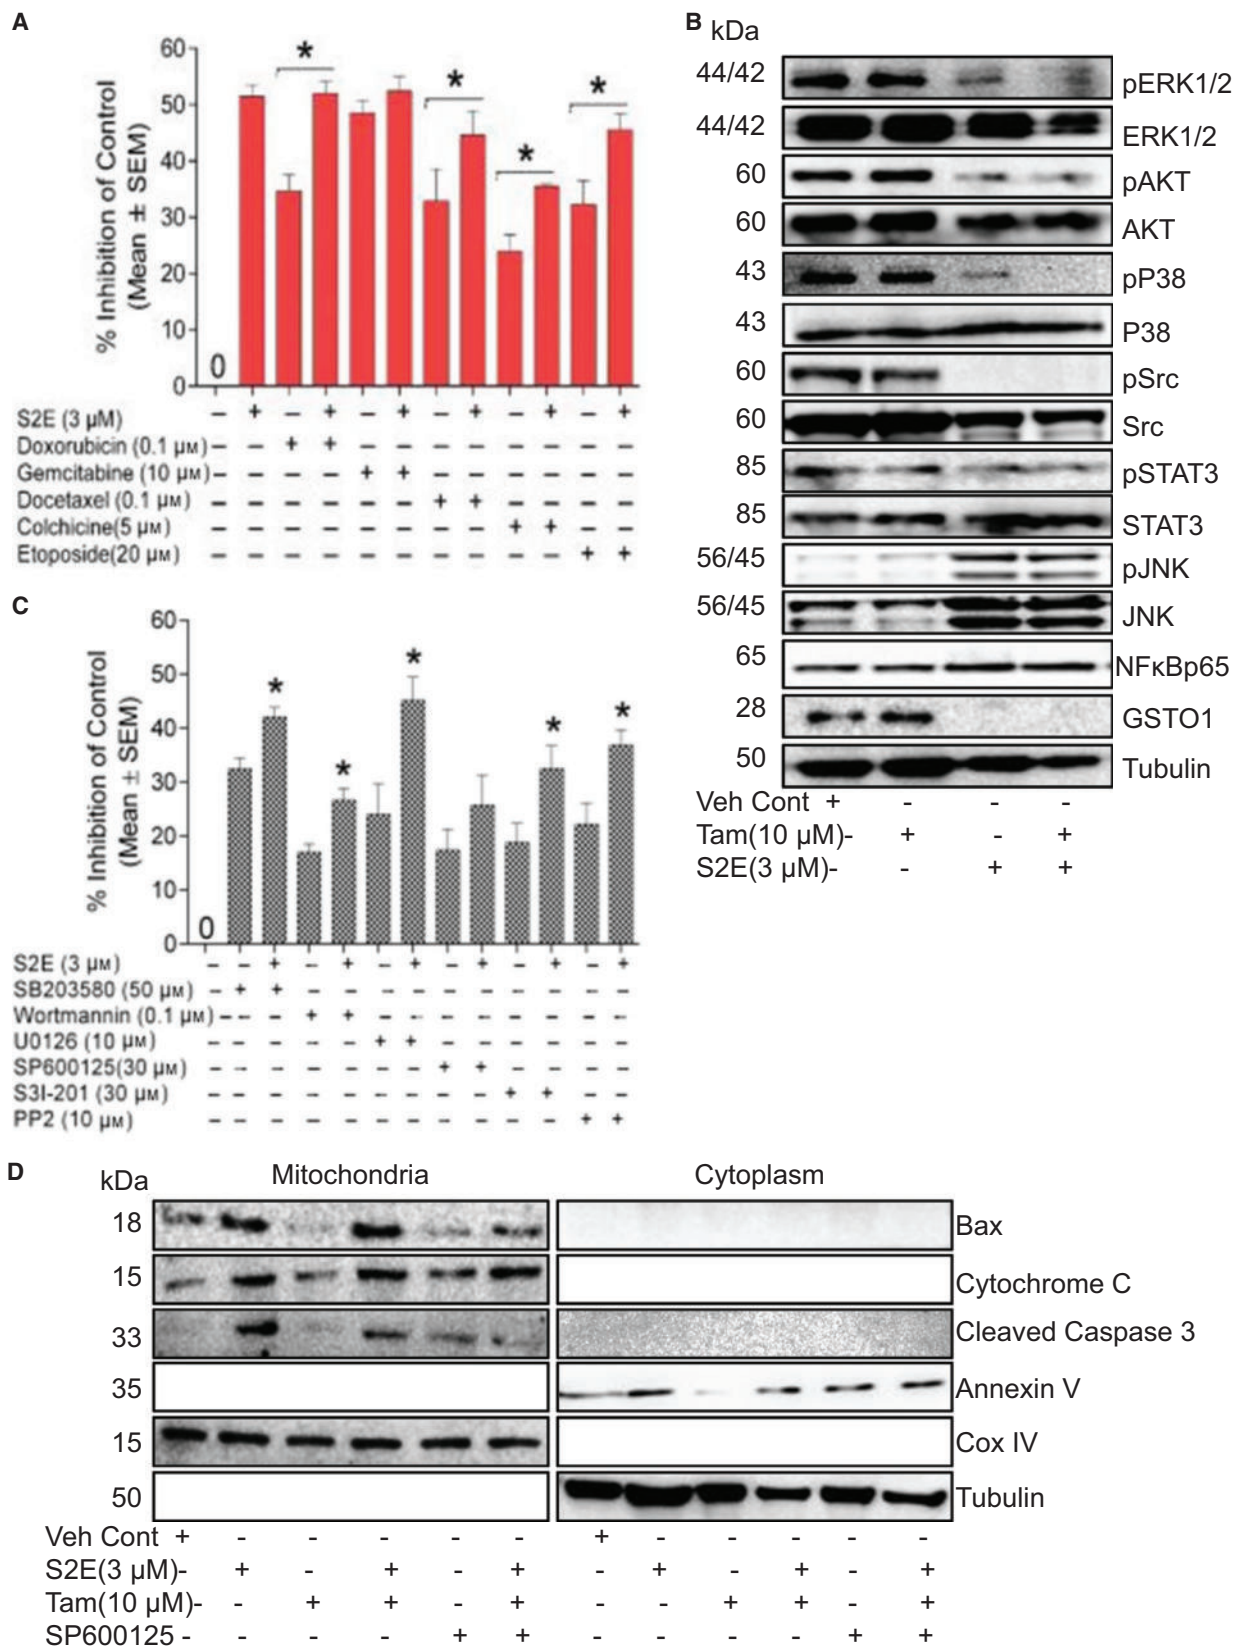 A
% Inhibition of Control
(Mean ± SEM)
60
50
40
30
20
10
0
0
* * * *
S2E (3 μM) – + – + – + – + – + – +
Doxorubicin (0.1 μM) – – + + – – – – – – – –
Gemcitabine (10 μM) – – – – + + – – – – – –
Docetaxel (0.1 μM) – – – – – – + + – – – –
Colchicine(5 μM) – – – – – – – – + + – –
Etoposide(20 μM) – – – – – – – – – – + +
B kDa
44/42 pERK1/2
44/42 ERK1/2
60 pAKT
60 AKT
43 pP38
43 P38
60 pSrc
60 Src
85 pSTAT3
85 STAT3
56/45 pJNK
56/45 JNK
65 NFκBp65
28 GSTO1
50 Tubulin
Veh Cont + - - -
Tam(10 μM)- + - +
S2E(3 μM)- - + +
C
% Inhibition of Control
(Mean ± SEM)
60
50
40
30
20
10
0
0
* * * * *
S2E (3 μM) – – + – + – + – + – + – +
SB203580 (50 μM) – + + – – – – – – – – – –
Wortmannin (0.1 μM) – – – + + – – – – – – – –
U0126 (10 μM) – – – – – + + – – – – – –
SP600125(30 μM) – – – – – – – + + – – – –
S3I-201 (30 μM) – – – – – – – – – + + – –
PP2 (10 μM) – – – – – – – – – – – + +
D
kDa Mitochondria Cytoplasm
18 Bax
15 Cytochrome C
33 Cleaved Caspase 3
35 Annexin V
15 Cox IV
50 Tubulin
Veh Cont + - - - - - + - - - - -
S2E(3 μM)- + - + - + - + - + - +
Tam(10 μM)- - + + - + - - + + - +
SP600125 - - - - + + - - - - + +